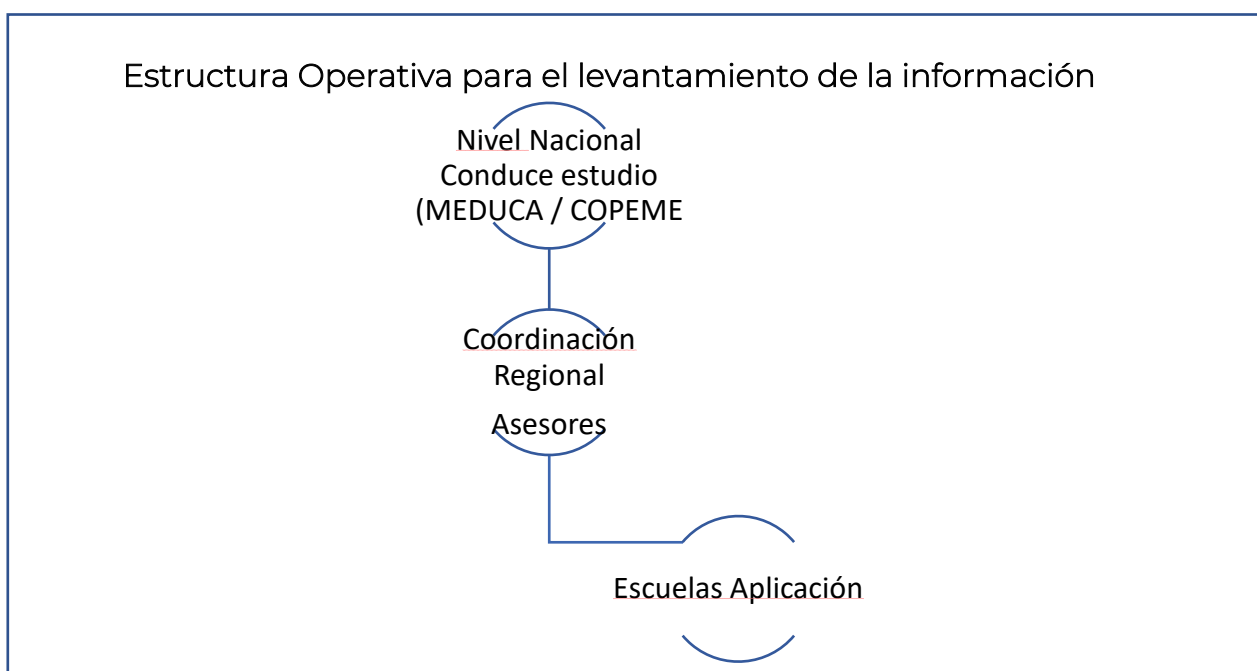 Estructura Operativa para el levantamiento de la información
Nivel Nacional
Conduce estudio
(MEDUCA / COPEME
Coordinación
Regional
Asesores
Escuelas Aplicación